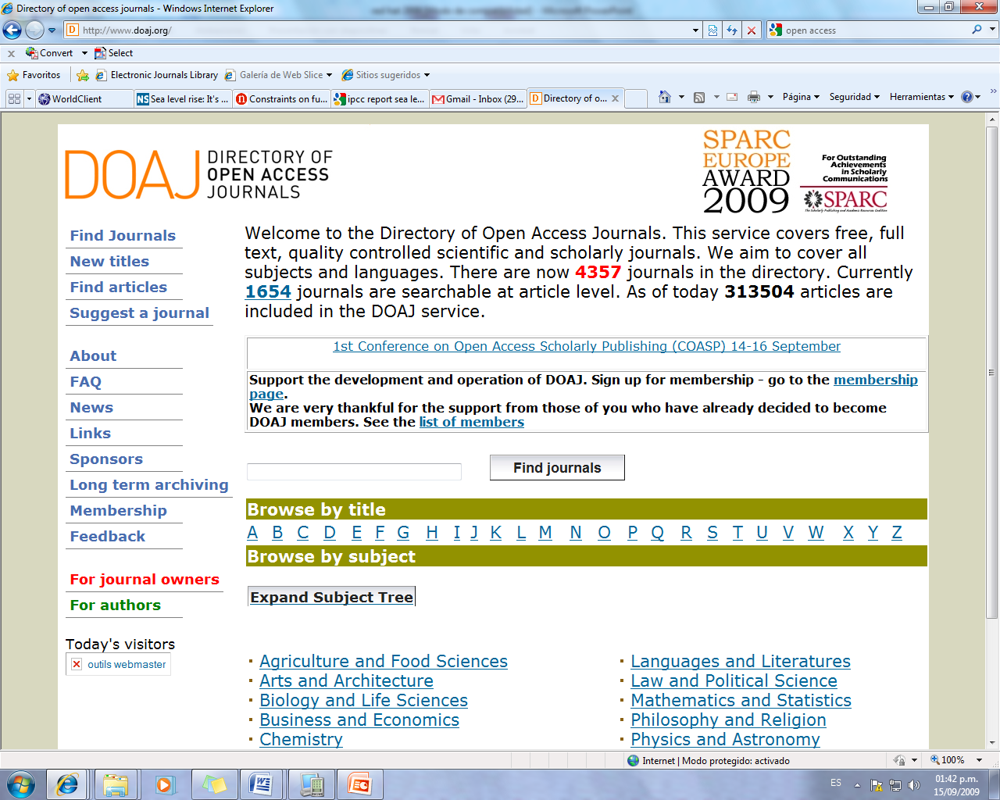 Directory of open access journals - Windows Internet Explorer
http://www.doaj.org/
open access
x Convert Select
Favoritos Electronic Journals Library Galería de Web Slice Sitios sugeridos
WorldClient
Sea level rise: It's ...
Constraints on fu...
ipcc report sea le...
Gmail - Inbox (29...
Directory of o...
Página Seguridad Herramientas
DOAJ DIRECTORY OF
OPEN ACCESS
JOURNALS
SPARC
EUROPE
AWARD
2009
For Outstanding
Achievements
in Scholarly
Communications
SPARC
The Scholarly Publishing and Academic Resources Coalition
Find Journals
New titles
Find articles
Suggest a journal
About
FAQ
News
Links
Sponsors
Long term archiving
Membership
Feedback
For journal owners
For authors
Today's visitors
outils webmaster
Welcome to the Directory of Open Access Journals. This service covers free, full
text, quality controlled scientific and scholarly journals. We aim to cover all
subjects and languages. There are now 4357 journals in the directory. Currently
1654 journals are searchable at article level. As of today 313504 articles are
included in the DOAJ service.
1st Conference on Open Access Scholarly Publishing (COASP) 14-16 September
Support the development and operation of DOAJ. Sign up for membership - go to the membership
page.
We are very thankful for the support from those of you who have already decided to become
DOAJ members. See the list of members
Find journals
Browse by title
A B C D E F G H I J K L M N O P Q R S T U V W X Y Z
Browse by subject
Expand Subject Tree
Agriculture and Food Sciences
Arts and Architecture
Biology and Life Sciences
Business and Economics
Chemistry
Languages and Literatures
Law and Political Science
Mathematics and Statistics
Philosophy and Religion
Physics and Astronomy
Internet | Modo protegido: activado
100%
ES
01:42 p.m.
15/09/2009